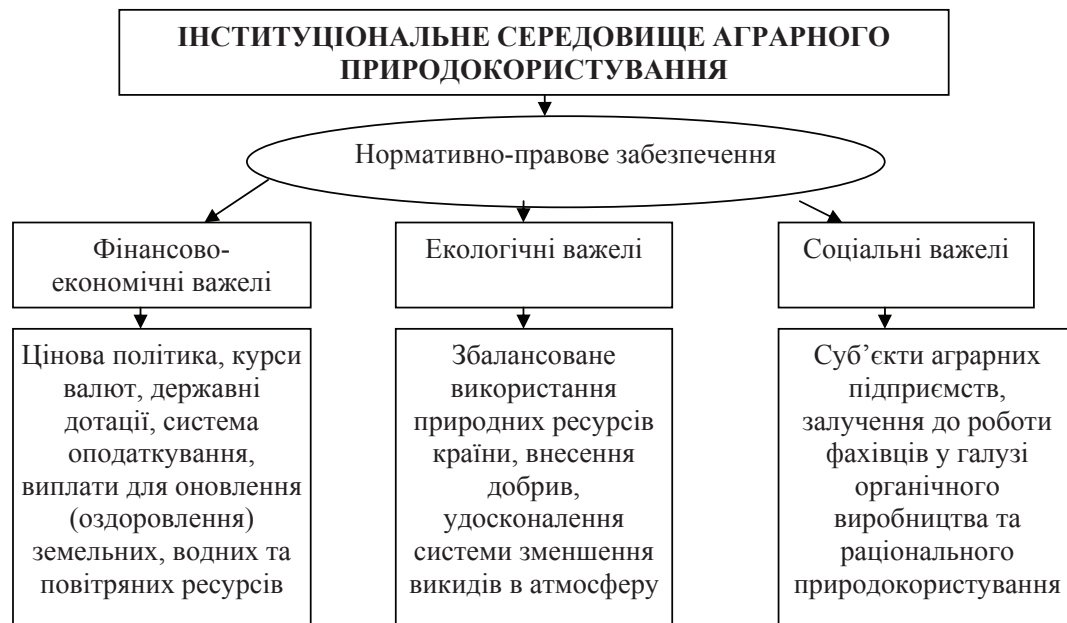 ІНСТИТУЦІОНАЛЬНЕ СЕРЕДОВИЩЕ АГРАРНОГО
ПРИРОДОКОРИСТУВАННЯ
Нормативно-правове забезпечення
Фінансово-
економічні важелі
Екологічні важелі
Соціальні важелі
Цінова політика, курси
валют, державні
дотації, система
оподаткування,
виплати для оновлення
(оздоровлення)
земельних, водних та
повітряних ресурсів
Збалансоване
використання
природних ресурсів
країни, внесення
добрив,
удосконалення
системи зменшення
викидів в атмосферу
Суб’єкти аграрних
підприємств,
залучення до роботи
фахівців у галузі
органічного
виробництва та
раціонального
природокористування